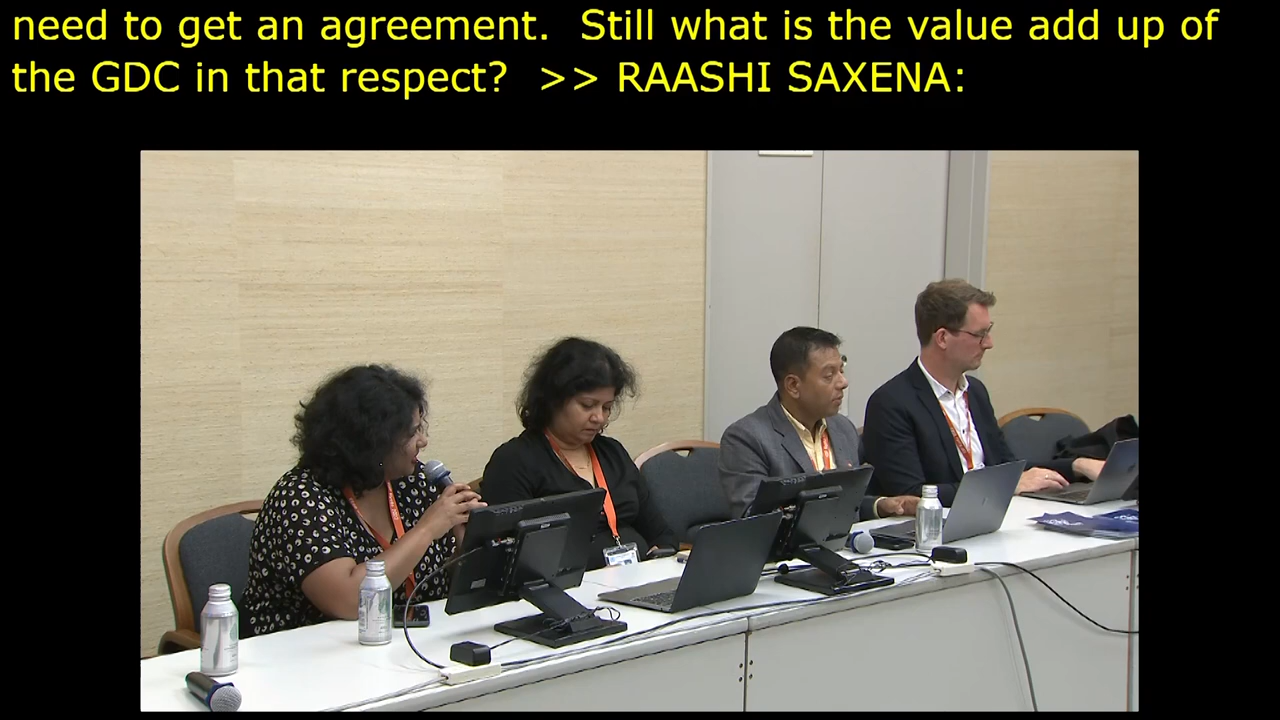 need to get an agreement.  Still what is the value add up of
the GDC in that respect?  >> RAASHI SAXENA: